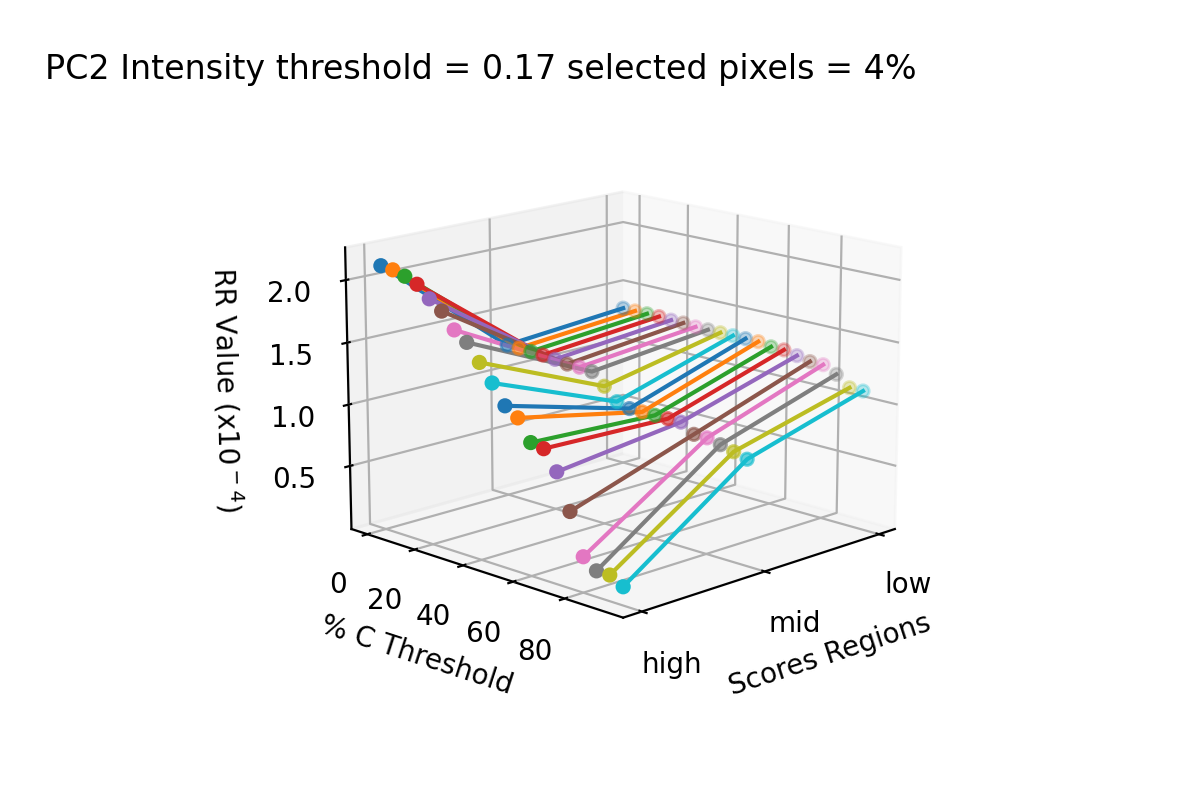 PC2 Intensity threshold = 0.17 selected pixels = 4%
RR Value (x10⁻⁴)
2.0
1.5
1.0
0.5
0
20
40
60
80
% C Threshold
high
mid
low
Scores Regions